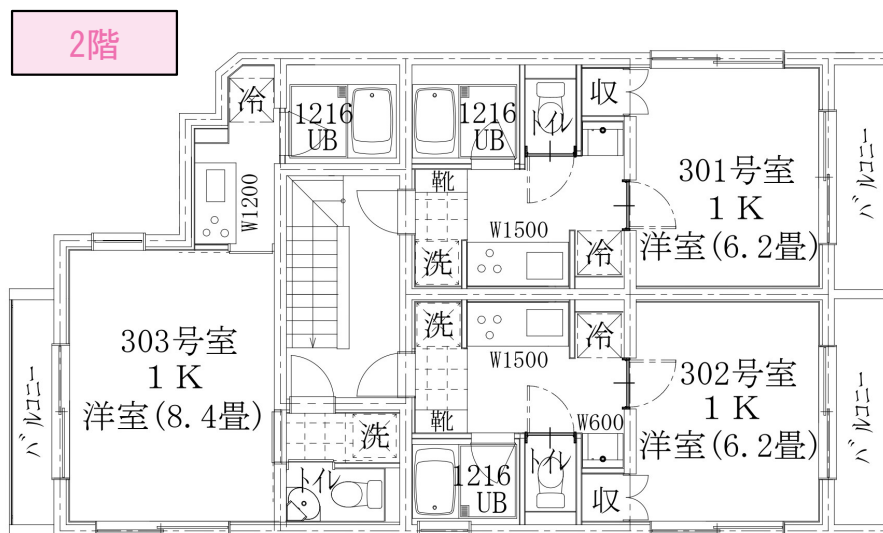 2階
冷
1216
UB
W1200
303号室
1K
洋室(8.4畳)
バルコニー
洗
トイレ
1216
UB
トイレ
収
靴
W1500
洗
冷
301号室
1K
洋室(6.2畳)
バルコニー
洗
W1500
冷
靴
W600
1216
UB
トイレ
収
302号室
1K
洋室(6.2畳)
バルコニー